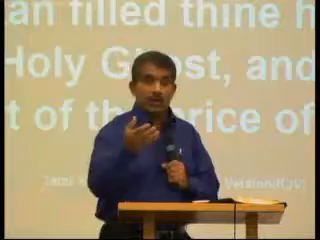 an filled thine h
Holy Ghost, and
t of the price of
Version(KJV)